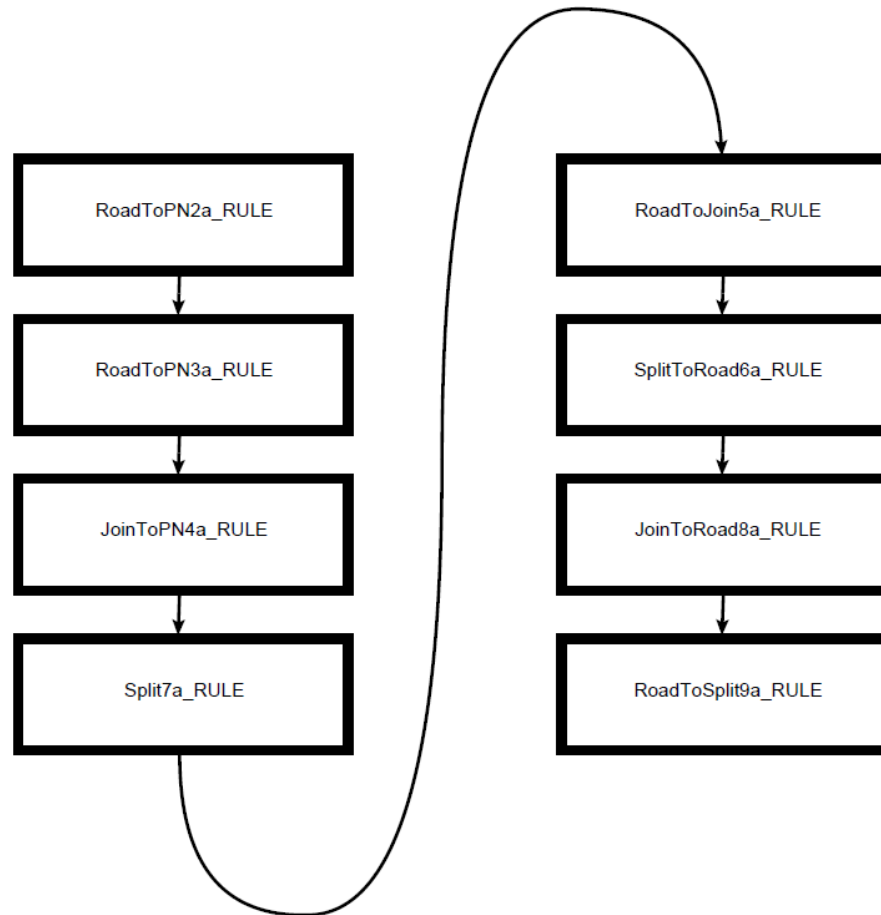 RoadToPN2a_RULE
RoadToPN3a_RULE
JoinToPN4a_RULE
Split7a_RULE
RoadToJoin5a_RULE
SplitToRoad6a_RULE
JoinToRoad8a_RULE
RoadToSplit9a_RULE